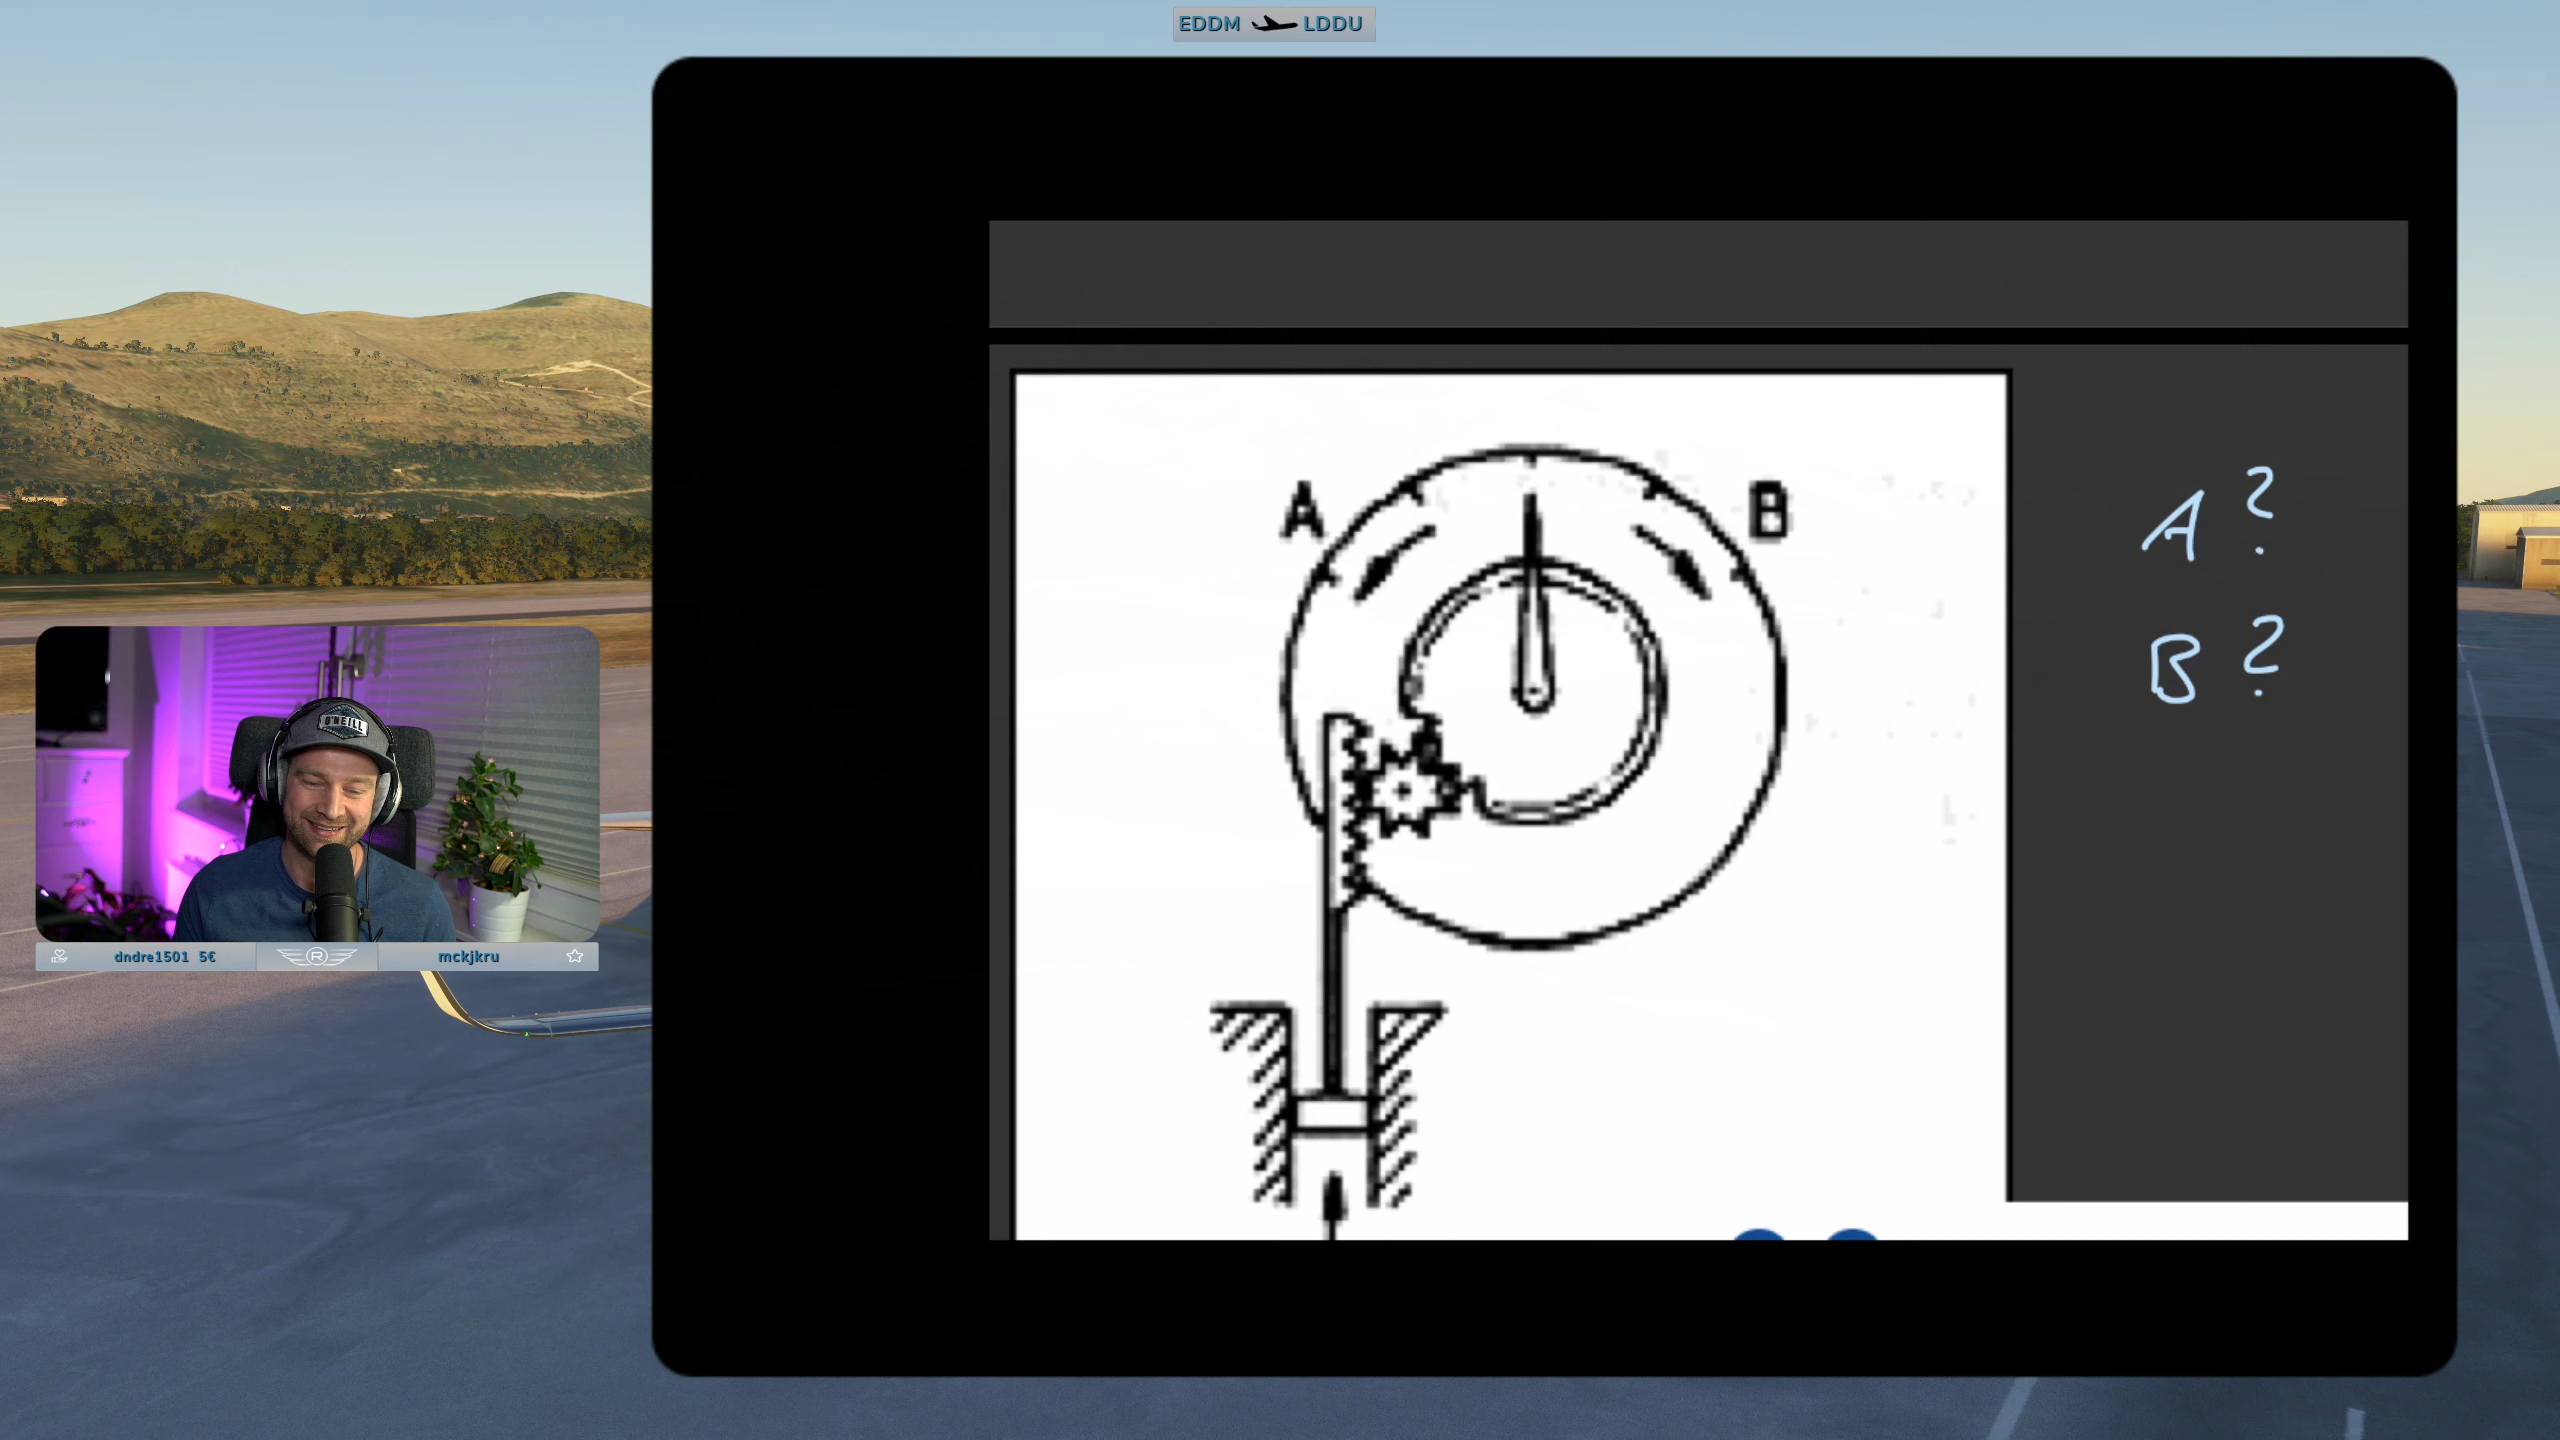 EDDM LDDU
A B
A ?
B ?
O'NEILL
dndre1501 5€ R mckjkru